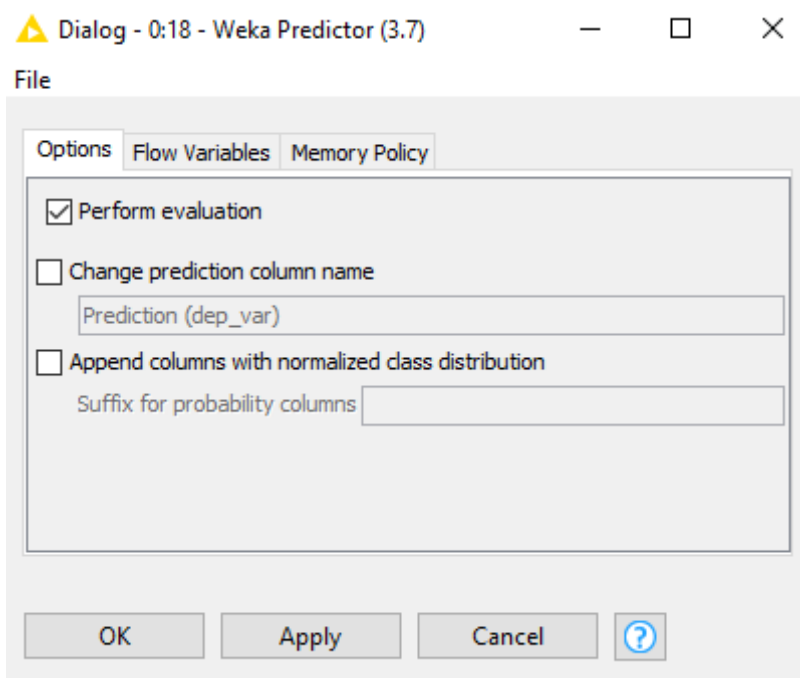 Dialog - 0:18 - Weka Predictor (3.7)
File
Options Flow Variables Memory Policy
Perform evaluation
Change prediction column name
Prediction (dep_var)
Append columns with normalized class distribution
Suffix for probability columns
OK Apply Cancel ?